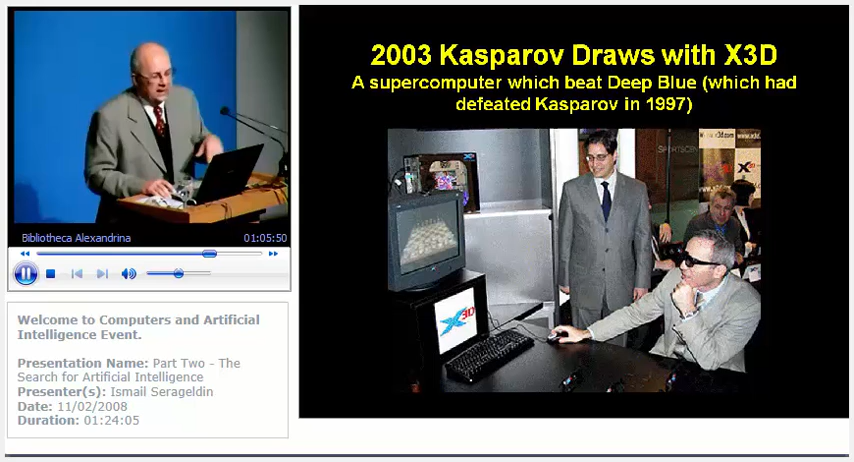 Bibliotheca Alexandrina 01:05:50
Welcome to Computers and Artificial
Intelligence Event.
Presentation Name: Part Two - The
Search for Artificial Intelligence
Presenter(s): Ismail Serageldin
Date: 11/02/2008
Duration: 01:24:05
2003 Kasparov Draws with X3D
A supercomputer which beat Deep Blue (which had
defeated Kasparov in 1997)
X3D